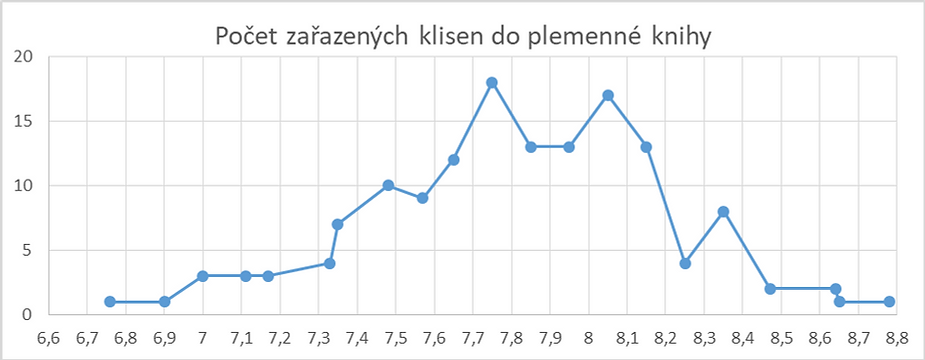 Počet zařazených klisen do plemenné knihy
20
15
10
5
0
6,6 6,7 6,8 6,9 7 7,1 7,2 7,3 7,4 7,5 7,6 7,7 7,8 7,9 8 8,1 8,2 8,3 8,4 8,5 8,6 8,7 8,8